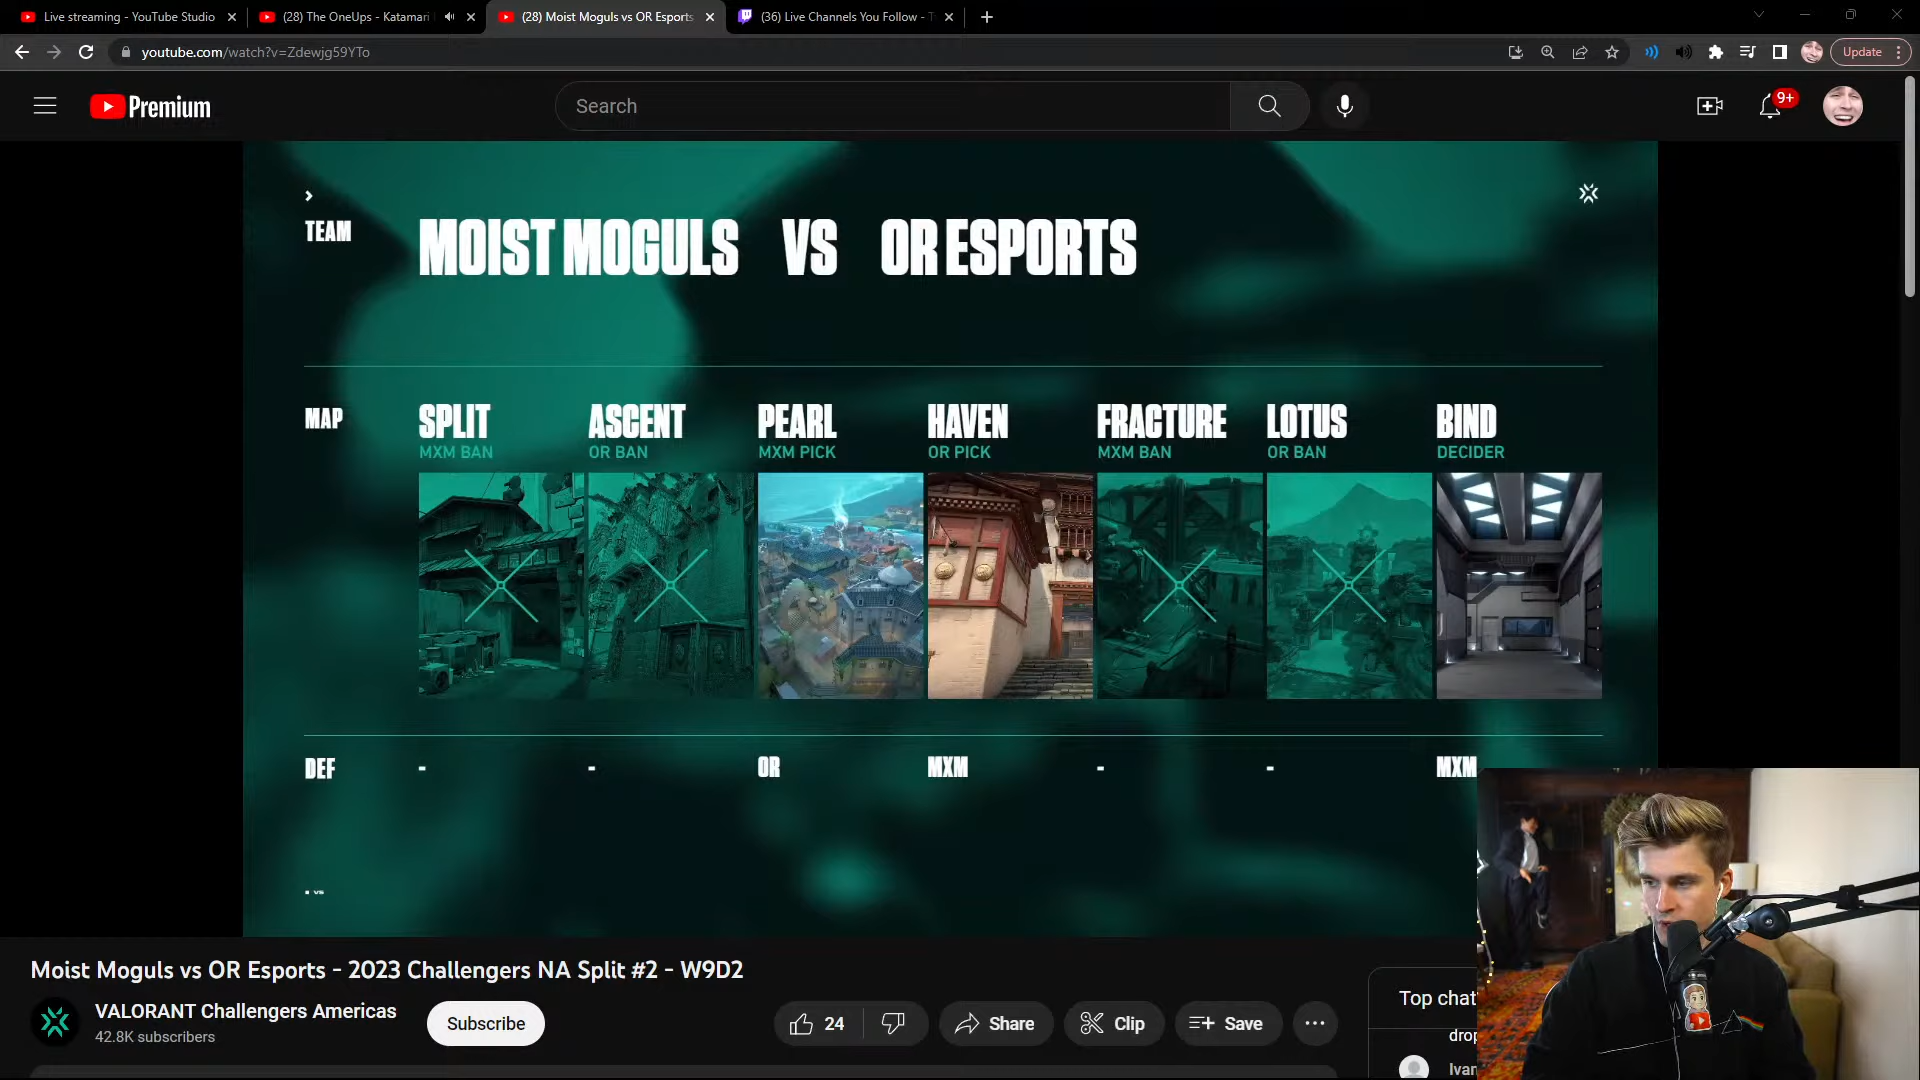 Live streaming - YouTube Studio
(28) The OneUps - Katamari
(28) Moist Moguls vs OR Esports
(36) Live Channels You Follow - T
youtube.com/watch?v=Zdewjg59YTo
Update
Premium
Search
9+
TEAM
MOIST MOGULS VS OR ESPORTS
MAP
SPLIT
MXM BAN
ASCENT
OR BAN
PEARL
MXM PICK
HAVEN
OR PICK
FRACTURE
MXM BAN
LOTUS
OR BAN
BIND
DECIDER
DEF - - OR MXM - - MXM
VS
Moist Moguls vs OR Esports - 2023 Challengers NA Split #2 - W9D2
VALORANT Challengers Americas
42.8K subscribers
Subscribe
24
Share
Clip
Save
Top chat
drop
Ivan